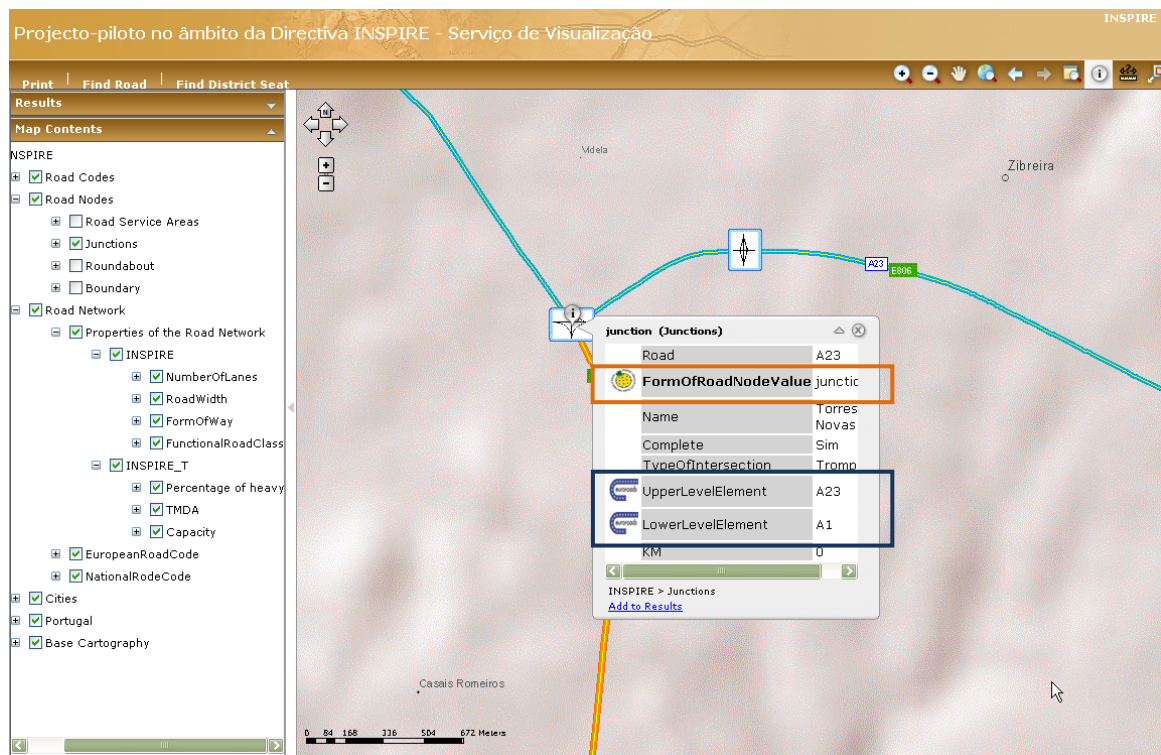 INSPIRE
Projecto-piloto no âmbito da Directiva INSPIRE - Serviço de Visualização
Print
Find Road
Find District Seat
Results
Map Contents
NSPIRE
Road Codes
Road Nodes
Road Service Areas
Junctions
Roundabout
Boundary
Road Network
Properties of the Road Network
INSPIRE
NumberOfLanes
RoadWidth
FormOfWay
FunctionalRoadClass
INSPIRE_T
Percentage of heavy
TMDA
Capacity
EuropeanRoadCode
NationalRodeCode
Cities
Portugal
Base Cartography
N
Zibreira
A23
E806
junction (Junctions)
Road A23
FormOfRoadNodeValue junctic
Name Torres
Novas
Complete Sim
TypeOfIntersection Tromp
UpperLevelElement A23
LowerLevelElement A1
KM 0
INSPIRE > Junctions
Add to Results
Casais Romeiros
0 84 168 336 504 672 Meters